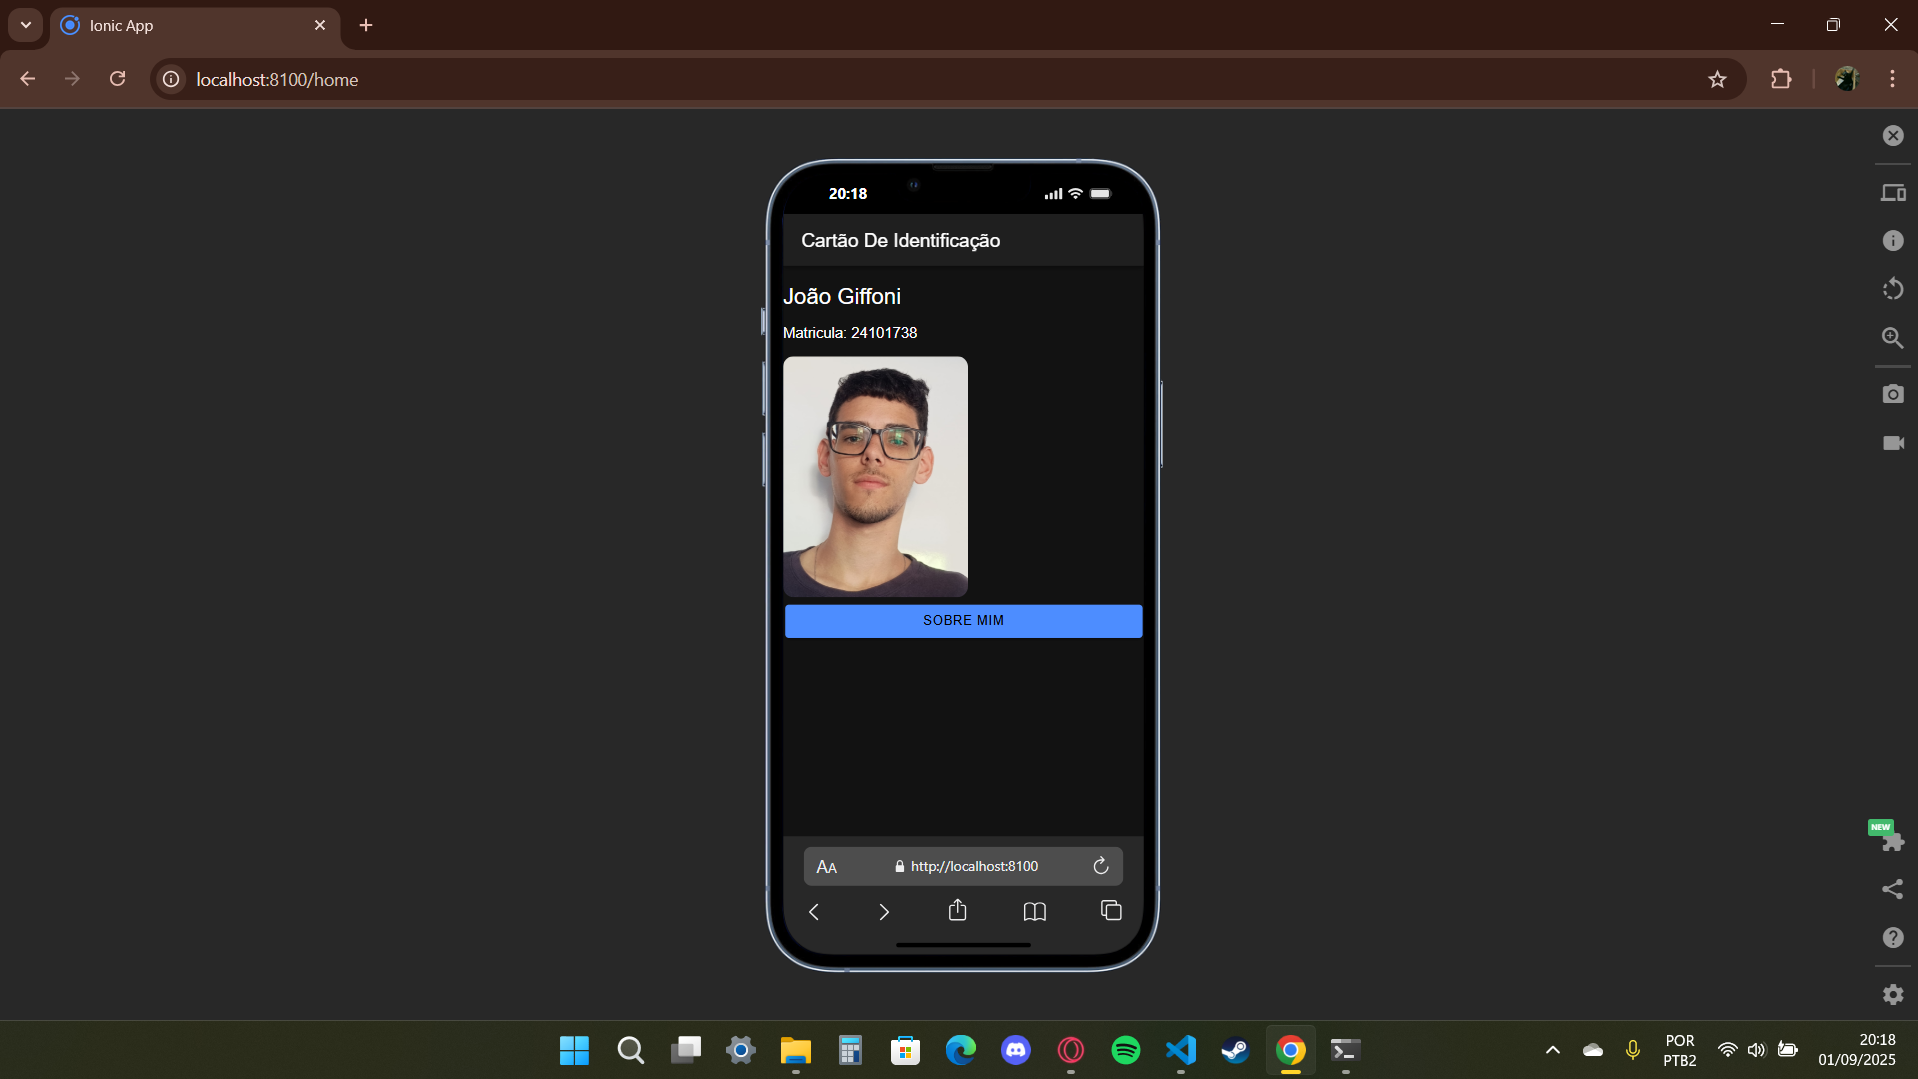 Ionic App
localhost:8100/home
20:18
Cartão De Identificação
João Giffoni
Matricula: 24101738
SOBRE MIM
AA
http://localhost:8100
NEW
POR
PTB2
20:18
01/09/2025